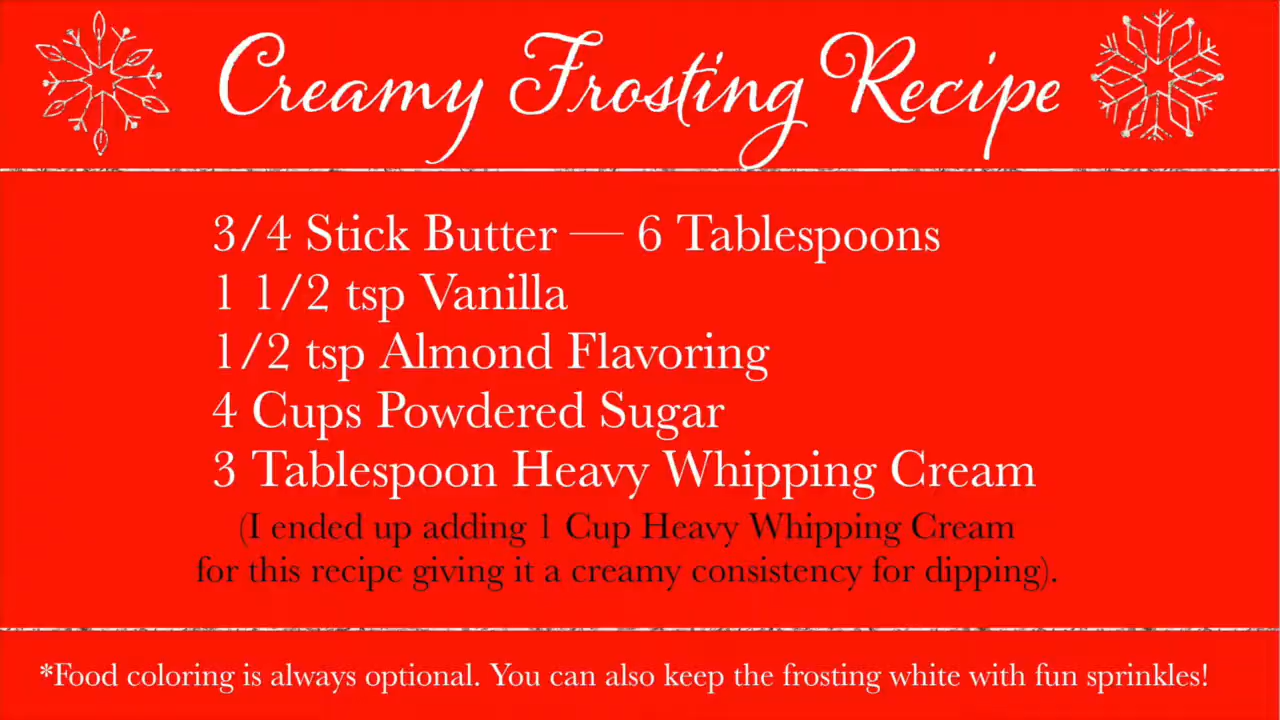 Creamy Frosting Recipe
3/4 Stick Butter — 6 Tablespoons
1 1/2 tsp Vanilla
1/2 tsp Almond Flavoring
4 Cups Powdered Sugar
3 Tablespoon Heavy Whipping Cream
(I ended up adding 1 Cup Heavy Whipping Cream
for this recipe giving it a creamy consistency for dipping).
*Food coloring is always optional. You can also keep the frosting white with fun sprinkles!